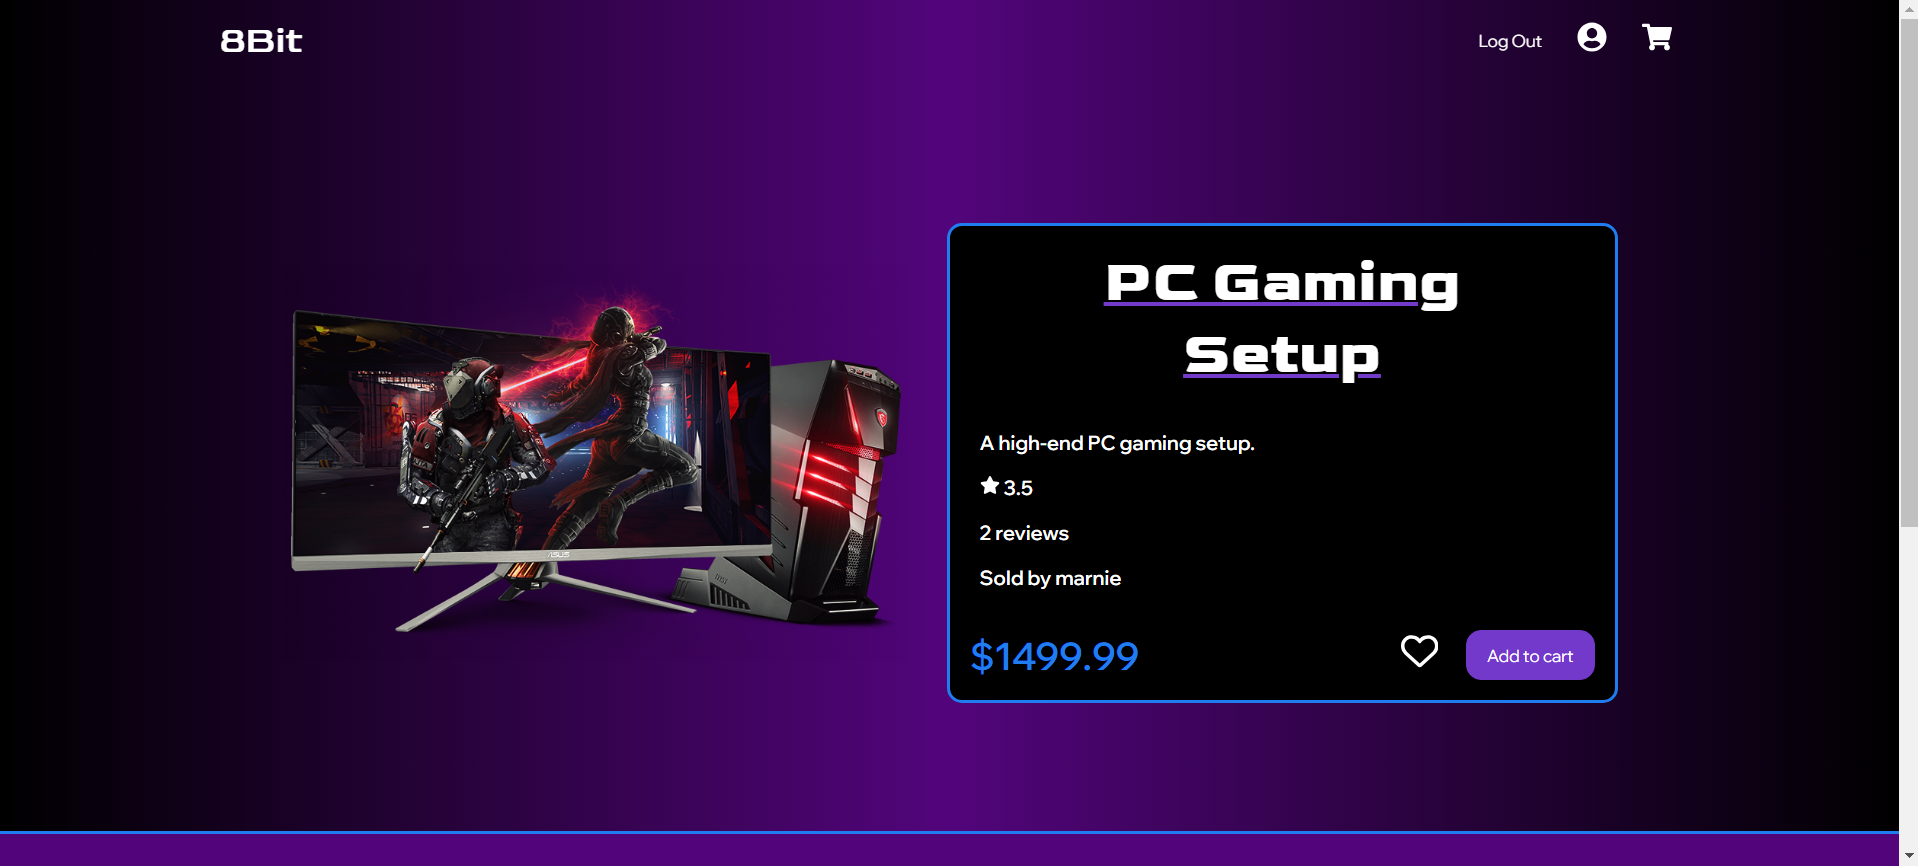 8Bit
Log Out
PC Gaming
Setup
A high-end PC gaming setup.
3.5
2 reviews
Sold by marnie
$1499.99
Add to cart
ASUS